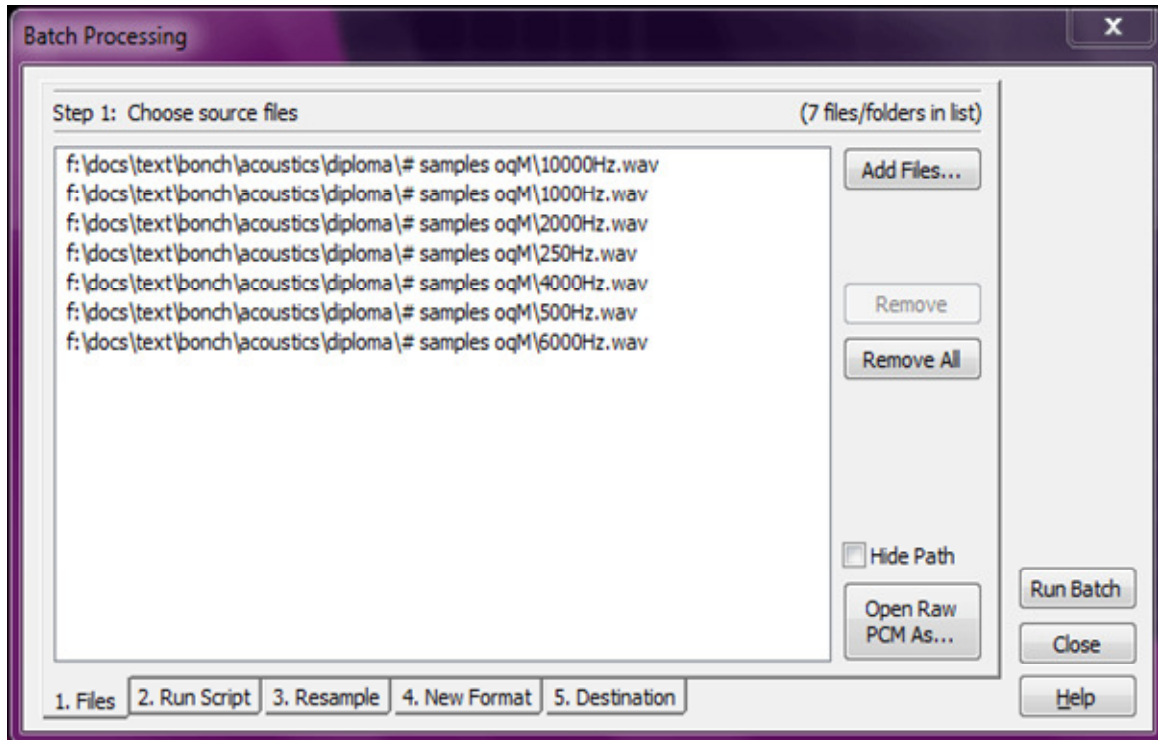 Batch Processing
X
Step 1: Choose source files (7 files/folders in list)
f:\docs\text\bonch\acoustics\diploma\# samples oqM\10000Hz.wav
f:\docs\text\bonch\acoustics\diploma\# samples oqM\1000Hz.wav
f:\docs\text\bonch\acoustics\diploma\# samples oqM\2000Hz.wav
f:\docs\text\bonch\acoustics\diploma\# samples oqM\250Hz.wav
f:\docs\text\bonch\acoustics\diploma\# samples oqM\4000Hz.wav
f:\docs\text\bonch\acoustics\diploma\# samples oqM\500Hz.wav
f:\docs\text\bonch\acoustics\diploma\# samples oqM\6000Hz.wav
Add Files...
Remove
Remove All
Hide Path
Open Raw
PCM As...
Run Batch
Close
Help
1. Files 2. Run Script 3. Resample 4. New Format 5. Destination